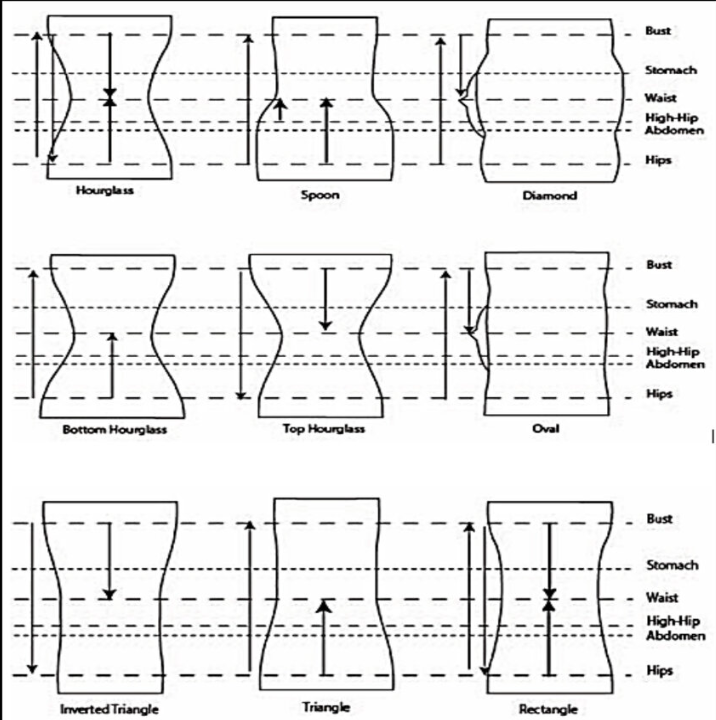 Bust
Stomach
Waist
High-Hip
Abdomen
Hips
Hourglass
Spoon
Diamond
Bust
Stomach
Waist
High-Hip
Abdomen
Hips
Bottom Hourglass
Top Hourglass
Oval
Bust
Stomach
Waist
High-Hip
Abdomen
Hips
Inverted Triangle
Triangle
Rectangle